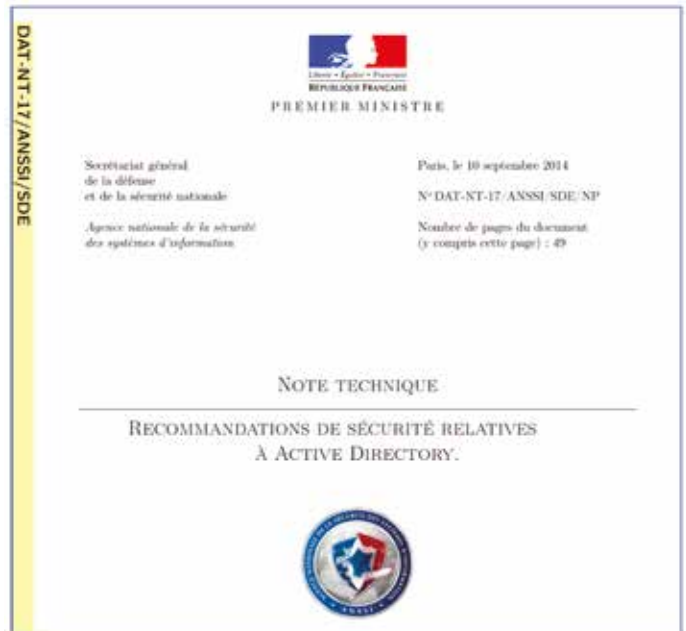 DAT-NT-17/ANSSI/SDE
Liberté • Égalité • Fraternité
RÉPUBLIQUE FRANÇAISE
PREMIER MINISTRE
Secrétariat général
de la défense
et de la sécurité nationale
Agence nationale de la sécurité
des systèmes d'information
Paris, le 10 septembre 2014
N° DAT-NT-17/ANSSI/SDE/NP
Nombre de pages du document
(y compris cette page) : 49
NOTE TECHNIQUE
RECOMMANDATIONS DE SÉCURITÉ RELATIVES
À ACTIVE DIRECTORY.
ANSSI